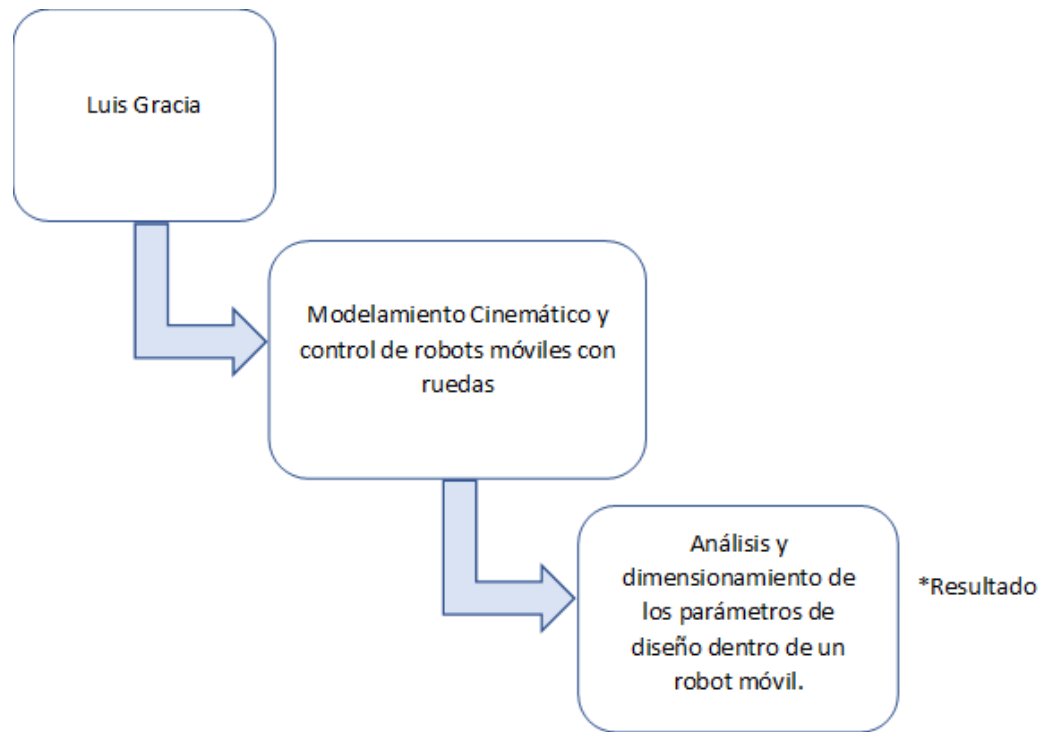 Luis Gracia
Modelamiento Cinemático y
control de robots móviles con
ruedas
Análisis y
dimensionamiento de
los parámetros de
diseño dentro de un
robot móvil.
*Resultado